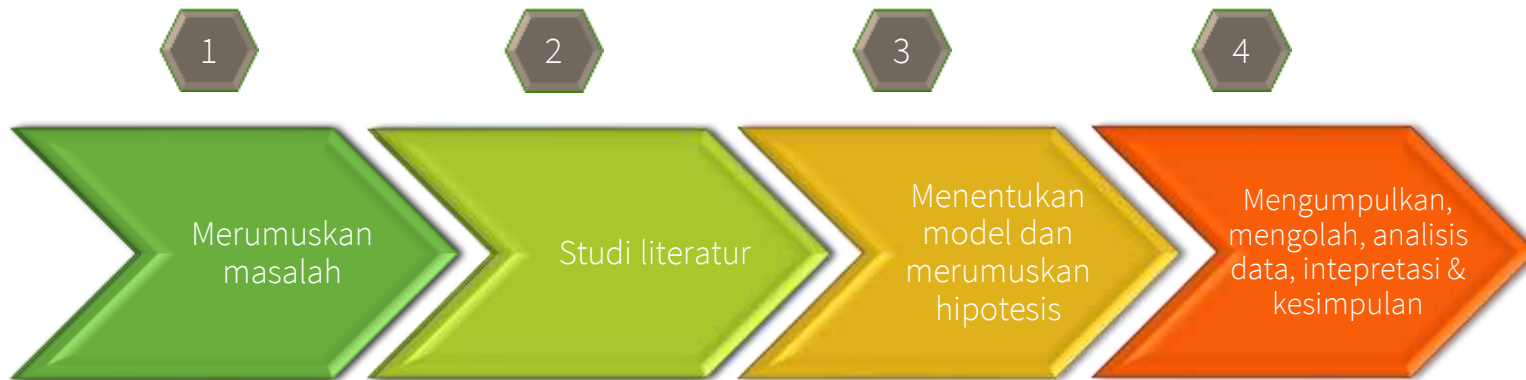 1
2
3
4
Merumuskan
masalah
Studi literatur
Menentukan
model dan
merumuskan
hipotesis
Mengumpulkan,
mengolah, analisis
data, intepretasi &
kesimpulan